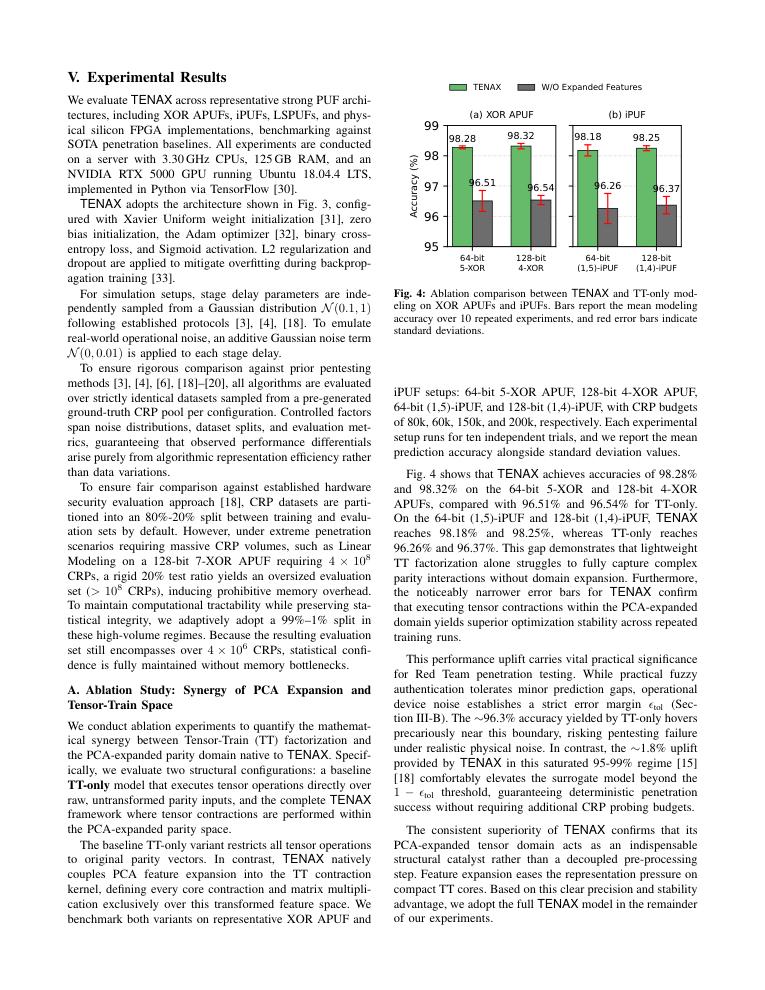 V. Experimental Results
We evaluate TENAX across representative strong PUF archi-
tectures, including XOR APUFs, iPUFs, LSPUFs, and phys-
ical silicon FPGA implementations, benchmarking against
SOTA penetration baselines. All experiments are conducted
on a server with 3.30 GHz CPUs, 125 GB RAM, and an
NVIDIA RTX 5000 GPU running Ubuntu 18.04.4 LTS,
implemented in Python via TensorFlow [30].
TENAX adopts the architecture shown in Fig. 3, config-
ured with Xavier Uniform weight initialization [31], zero
bias initialization, the Adam optimizer [32], binary cross-
entropy loss, and Sigmoid activation. L2 regularization and
dropout are applied to mitigate overfitting during backprop-
agation training [33].
For simulation setups, stage delay parameters are inde-
pendently sampled from a Gaussian distribution 𝒩(0.1, 1)
following established protocols [3], [4], [18]. To emulate
real-world operational noise, an additive Gaussian noise term
𝒩(0, 0.01) is applied to each stage delay.
To ensure rigorous comparison against prior pentesting
methods [3], [4], [6], [18]–[20], all algorithms are evaluated
over strictly identical datasets sampled from a pre-generated
ground-truth CRP pool per configuration. Controlled factors
span noise distributions, dataset splits, and evaluation met-
rics, guaranteeing that observed performance differentials
arise purely from algorithmic representation efficiency rather
than data variations.
To ensure fair comparison against established hardware
security evaluation approach [18], CRP datasets are parti-
tioned into an 80%-20% split between training and evalu-
ation sets by default. However, under extreme penetration
scenarios requiring massive CRP volumes, such as Linear
Modeling on a 128-bit 7-XOR APUF requiring 4 × 10⁸
CRPs, a rigid 20% test ratio yields an oversized evaluation
set (> 10⁸ CRPs), inducing prohibitive memory overhead.
To maintain computational tractability while preserving sta-
tistical integrity, we adaptively adopt a 99%–1% split in
these high-volume regimes. Because the resulting evaluation
set still encompasses over 4 × 10⁶ CRPs, statistical confi-
dence is fully maintained without memory bottlenecks.
A. Ablation Study: Synergy of PCA Expansion and
Tensor-Train Space
We conduct ablation experiments to quantify the mathemat-
ical synergy between Tensor-Train (TT) factorization and
the PCA-expanded parity domain native to TENAX. Specif-
ically, we evaluate two structural configurations: a baseline
TT-only model that executes tensor operations directly over
raw, untransformed parity inputs, and the complete TENAX
framework where tensor contractions are performed within
the PCA-expanded parity space.
The baseline TT-only variant restricts all tensor operations
to original parity vectors. In contrast, TENAX natively
couples PCA feature expansion into the TT contraction
kernel, defining every core contraction and matrix multipli-
cation exclusively over this transformed feature space. We
benchmark both variants on representative XOR APUF and
TENAX W/O Expanded Features
(a) XOR APUF (b) iPUF
Accuracy (%)
99
98
97
96
95
98.28 96.51 98.32 96.54 98.18 96.26 98.25 96.37
64-bit 128-bit 64-bit 128-bit
5-XOR 4-XOR (1,5)-iPUF (1,4)-iPUF
Fig. 4: Ablation comparison between TENAX and TT-only mod-
eling on XOR APUFs and iPUFs. Bars report the mean modeling
accuracy over 10 repeated experiments, and red error bars indicate
standard deviations.
iPUF setups: 64-bit 5-XOR APUF, 128-bit 4-XOR APUF,
64-bit (1,5)-iPUF, and 128-bit (1,4)-iPUF, with CRP budgets
of 80k, 60k, 150k, and 200k, respectively. Each experimental
setup runs for ten independent trials, and we report the mean
prediction accuracy alongside standard deviation values.
Fig. 4 shows that TENAX achieves accuracies of 98.28%
and 98.32% on the 64-bit 5-XOR and 128-bit 4-XOR
APUFs, compared with 96.51% and 96.54% for TT-only.
On the 64-bit (1,5)-iPUF and 128-bit (1,4)-iPUF, TENAX
reaches 98.18% and 98.25%, whereas TT-only reaches
96.26% and 96.37%. This gap demonstrates that lightweight
TT factorization alone struggles to fully capture complex
parity interactions without domain expansion. Furthermore,
the noticeably narrower error bars for TENAX confirm
that executing tensor contractions within the PCA-expanded
domain yields superior optimization stability across repeated
training runs.
This performance uplift carries vital practical significance
for Red Team penetration testing. While practical fuzzy
authentication tolerates minor prediction gaps, operational
device noise establishes a strict error margin ϵtol (Sec-
tion III-B). The ∼96.3% accuracy yielded by TT-only hovers
precariously near this boundary, risking pentesting failure
under realistic physical noise. In contrast, the ∼1.8% uplift
provided by TENAX in this saturated 95-99% regime [15]
[18] comfortably elevates the surrogate model beyond the
1 − ϵtol threshold, guaranteeing deterministic penetration
success without requiring additional CRP probing budgets.
The consistent superiority of TENAX confirms that its
PCA-expanded tensor domain acts as an indispensable
structural catalyst rather than a decoupled pre-processing
step. Feature expansion eases the representation pressure on
compact TT cores. Based on this clear precision and stability
advantage, we adopt the full TENAX model in the remainder
of our experiments.